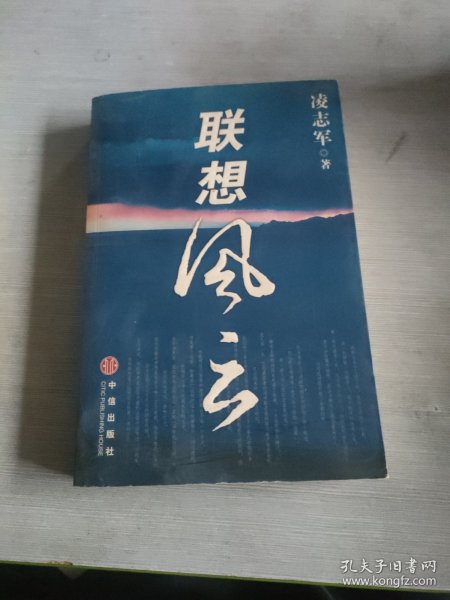 凌志军 著
联想
风云
中信出版社
CITIC PUBLISHING HOUSE
孔夫子旧书网
www.kongfz.com